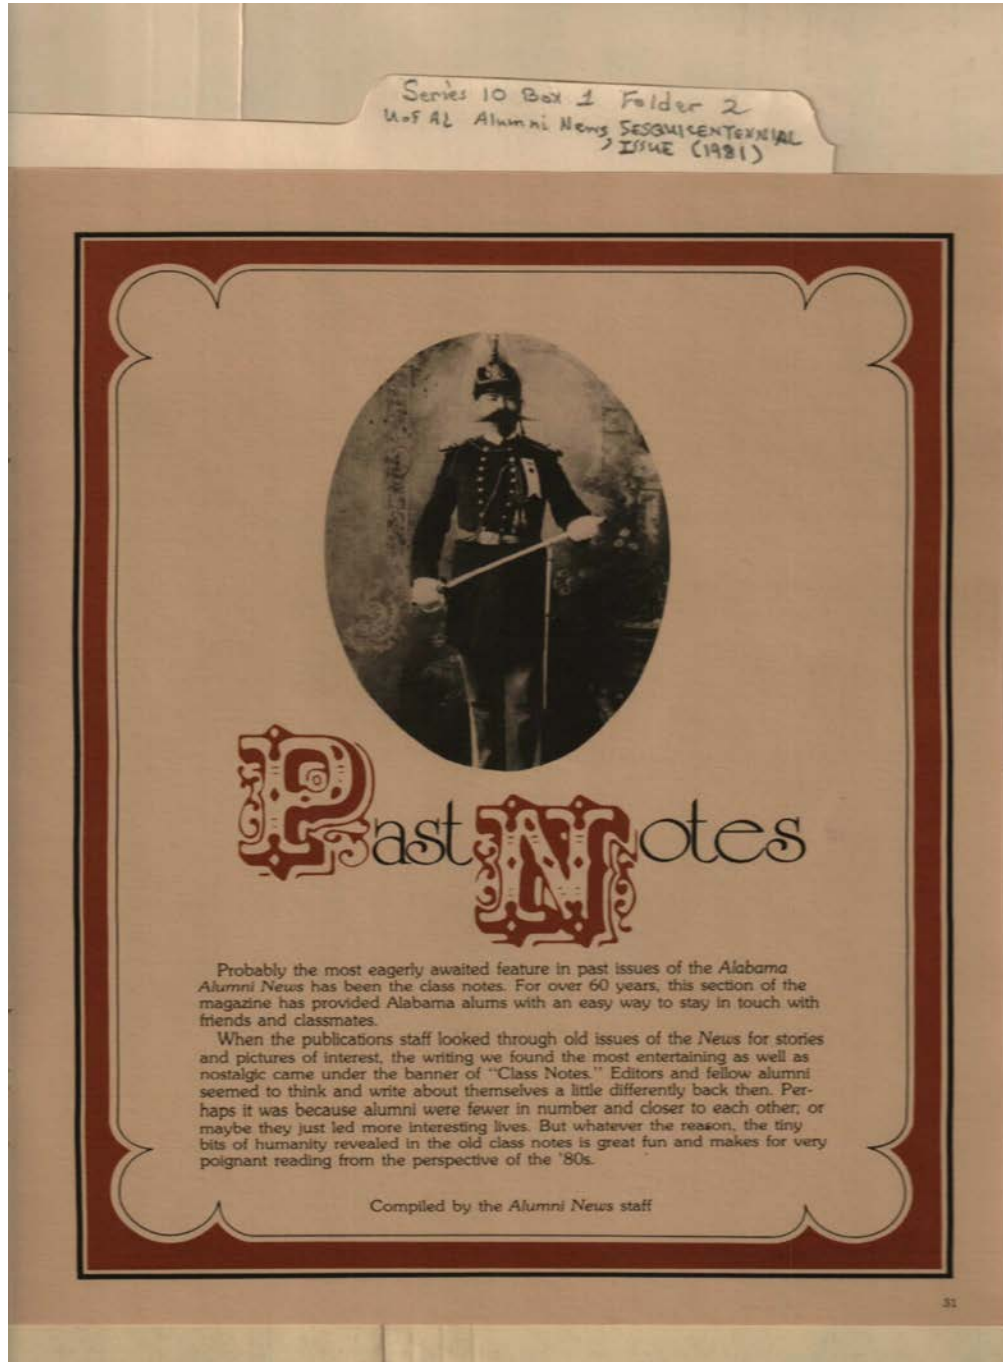 Series 10 Box 1 Folder 2
U of AL Alumni News, SESQUICENTENNIAL
ISSUE (1981)
Past Notes
Probably the most eagerly awaited feature in past issues of the Alabama
Alumni News has been the class notes. For over 60 years, this section of the
magazine has provided Alabama alums with an easy way to stay in touch with
friends and classmates.
When the publications staff looked through old issues of the News for stories
and pictures of interest, the writing we found the most entertaining as well as
nostalgic came under the banner of "Class Notes." Editors and fellow alumni
seemed to think and write about themselves a little differently back then. Per-
haps it was because alumni were fewer in number and closer to each other, or
maybe they just led more interesting lives. But whatever the reason, the tiny
bits of humanity revealed in the old class notes is great fun and makes for very
poignant reading from the perspective of the '80s.
Compiled by the Alumni News staff
31